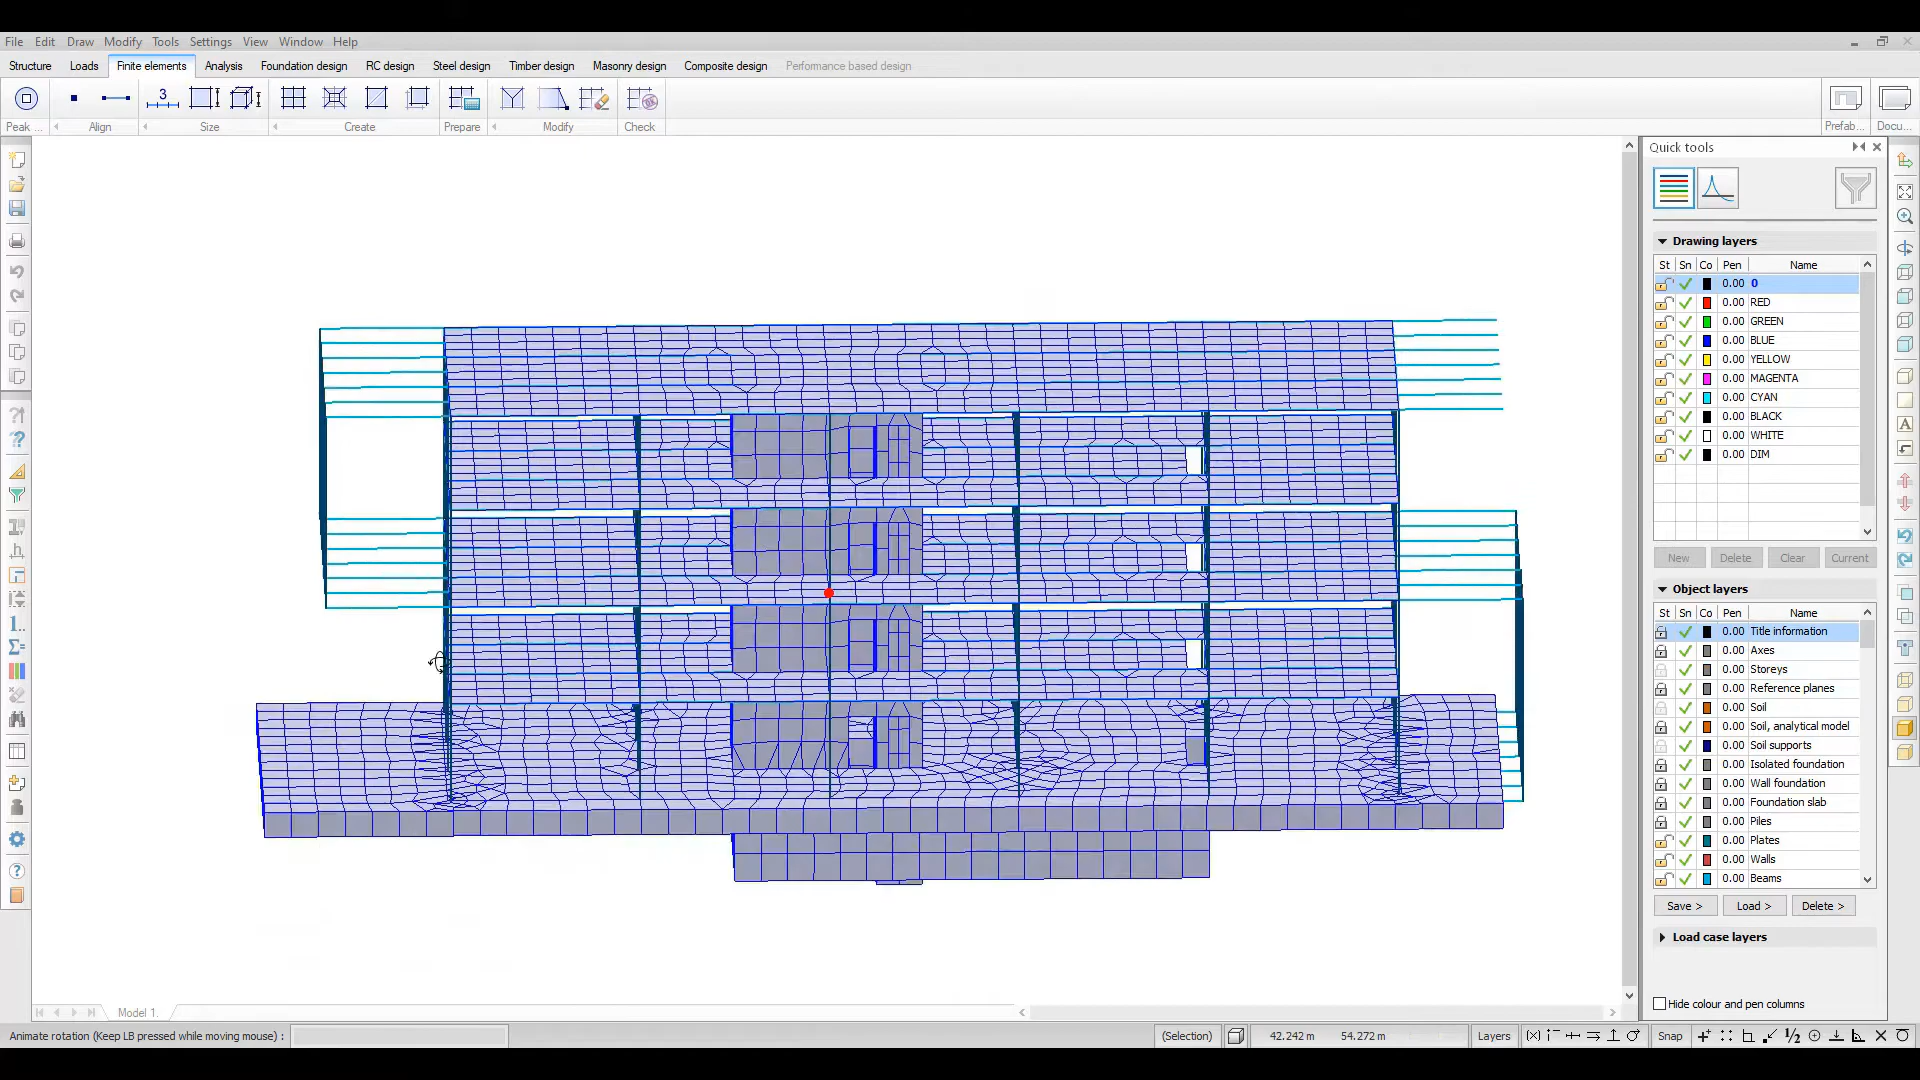 File Edit Draw Modify Tools Settings View Window Help
Structure Loads Finite elements Analysis Foundation design RC design Steel design Timber design Masonry design Composite design Performance based design
3
Peak ... Align Size Create Prepare Modify Check Prefab... Docu...
Quick tools
Drawing layers
St Sn Co Pen Name
0.00 0
0.00 RED
0.00 GREEN
0.00 BLUE
0.00 YELLOW
0.00 MAGENTA
0.00 CYAN
0.00 BLACK
0.00 WHITE
0.00 DIM
New Delete Clear Current
Object layers
St Sn Co Pen Name
0.00 Title information
0.00 Axes
0.00 Storeys
0.00 Reference planes
0.00 Soil
0.00 Soil, analytical model
0.00 Soil supports
0.00 Isolated foundation
0.00 Wall foundation
0.00 Foundation slab
0.00 Piles
0.00 Plates
0.00 Walls
0.00 Beams
Save > Load > Delete >
Load case layers
Hide colour and pen columns
Model 1.
Animate rotation (Keep LB pressed while moving mouse) : (Selection) 42.242 m 54.272 m Layers Snap